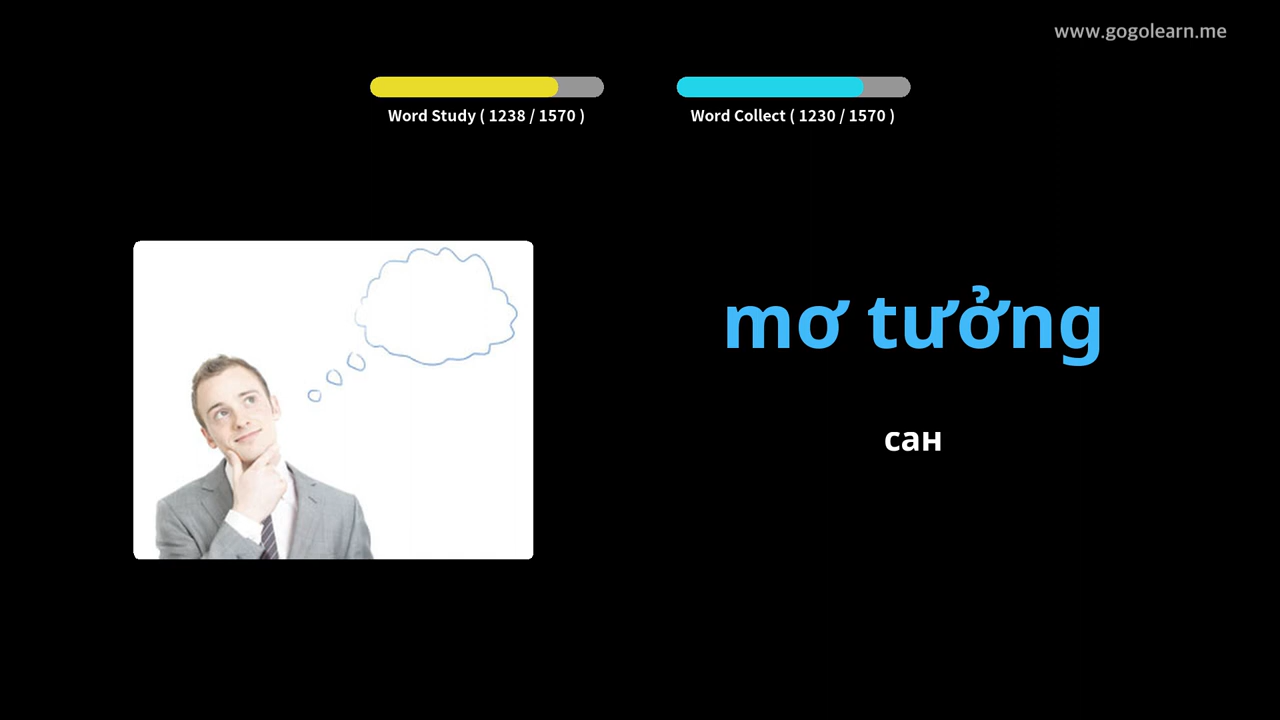 www.gogolearn.me
Word Study ( 1238 / 1570 )
Word Collect ( 1230 / 1570 )
mơ tưởng
сан